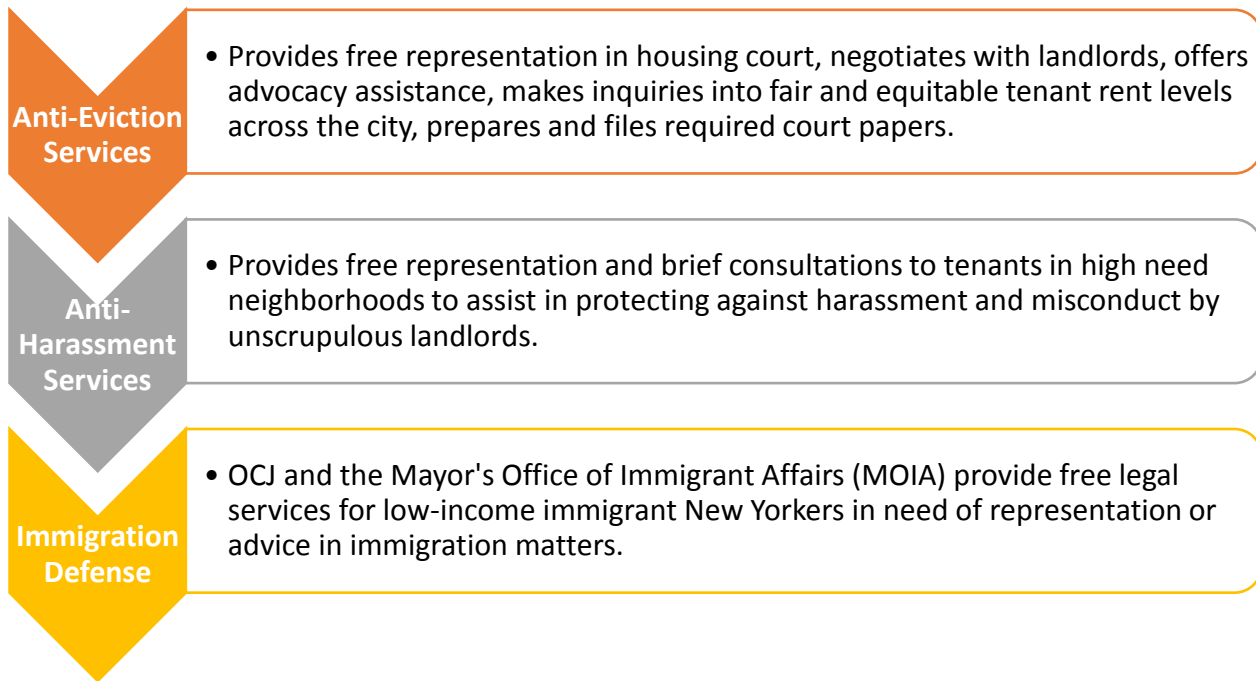 Anti-Eviction
Services
• Provides free representation in housing court, negotiates with landlords, offers
advocacy assistance, makes inquiries into fair and equitable tenant rent levels
across the city, prepares and files required court papers.
Anti-
Harassment
Services
• Provides free representation and brief consultations to tenants in high need
neighborhoods to assist in protecting against harassment and misconduct by
unscrupulous landlords.
Immigration
Defense
• OCJ and the Mayor's Office of Immigrant Affairs (MOIA) provide free legal
services for low-income immigrant New Yorkers in need of representation or
advice in immigration matters.